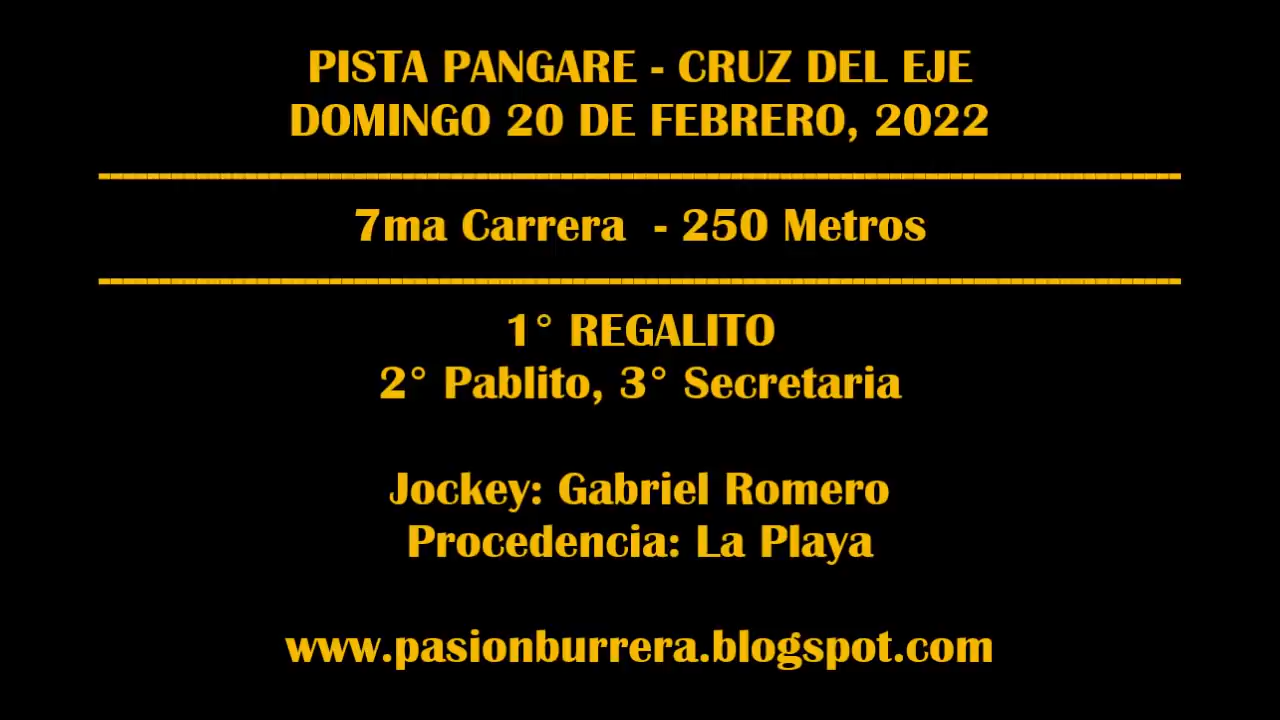 PISTA PANGARE - CRUZ DEL EJE
DOMINGO 20 DE FEBRERO, 2022
7ma Carrera - 250 Metros
1° REGALITO
2° Pablito, 3° Secretaria
Jockey: Gabriel Romero
Procedencia: La Playa
www.pasionburrera.blogspot.com